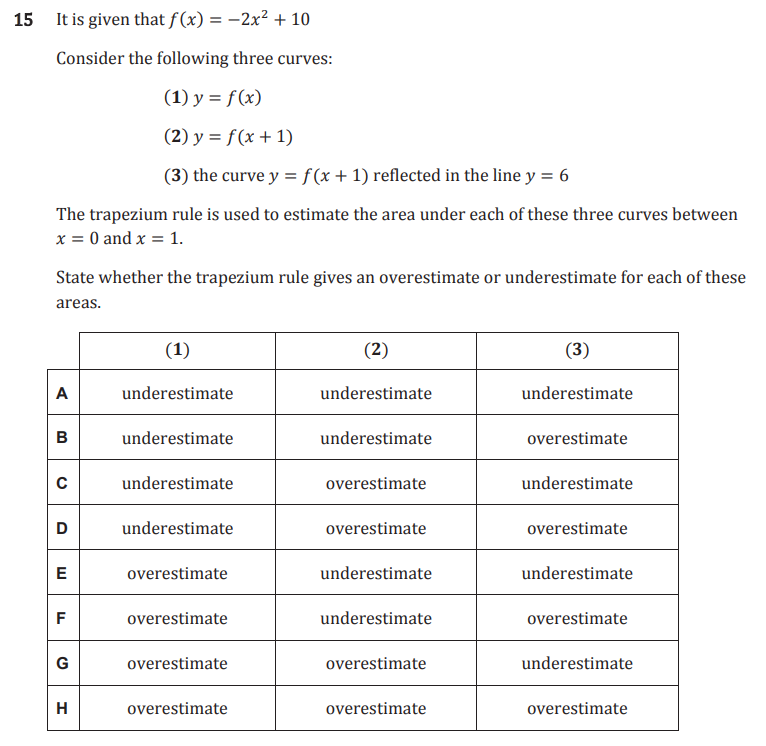 15 It is given that f(x) = −2x² + 10
Consider the following three curves:
(1) y = f(x)
(2) y = f(x + 1)
(3) the curve y = f(x + 1) reflected in the line y = 6
The trapezium rule is used to estimate the area under each of these three curves between
x = 0 and x = 1.
State whether the trapezium rule gives an overestimate or underestimate for each of these
areas.
(1) (2) (3)
A underestimate underestimate underestimate
B underestimate underestimate overestimate
C underestimate overestimate underestimate
D underestimate overestimate overestimate
E overestimate underestimate underestimate
F overestimate underestimate overestimate
G overestimate overestimate underestimate
H overestimate overestimate overestimate